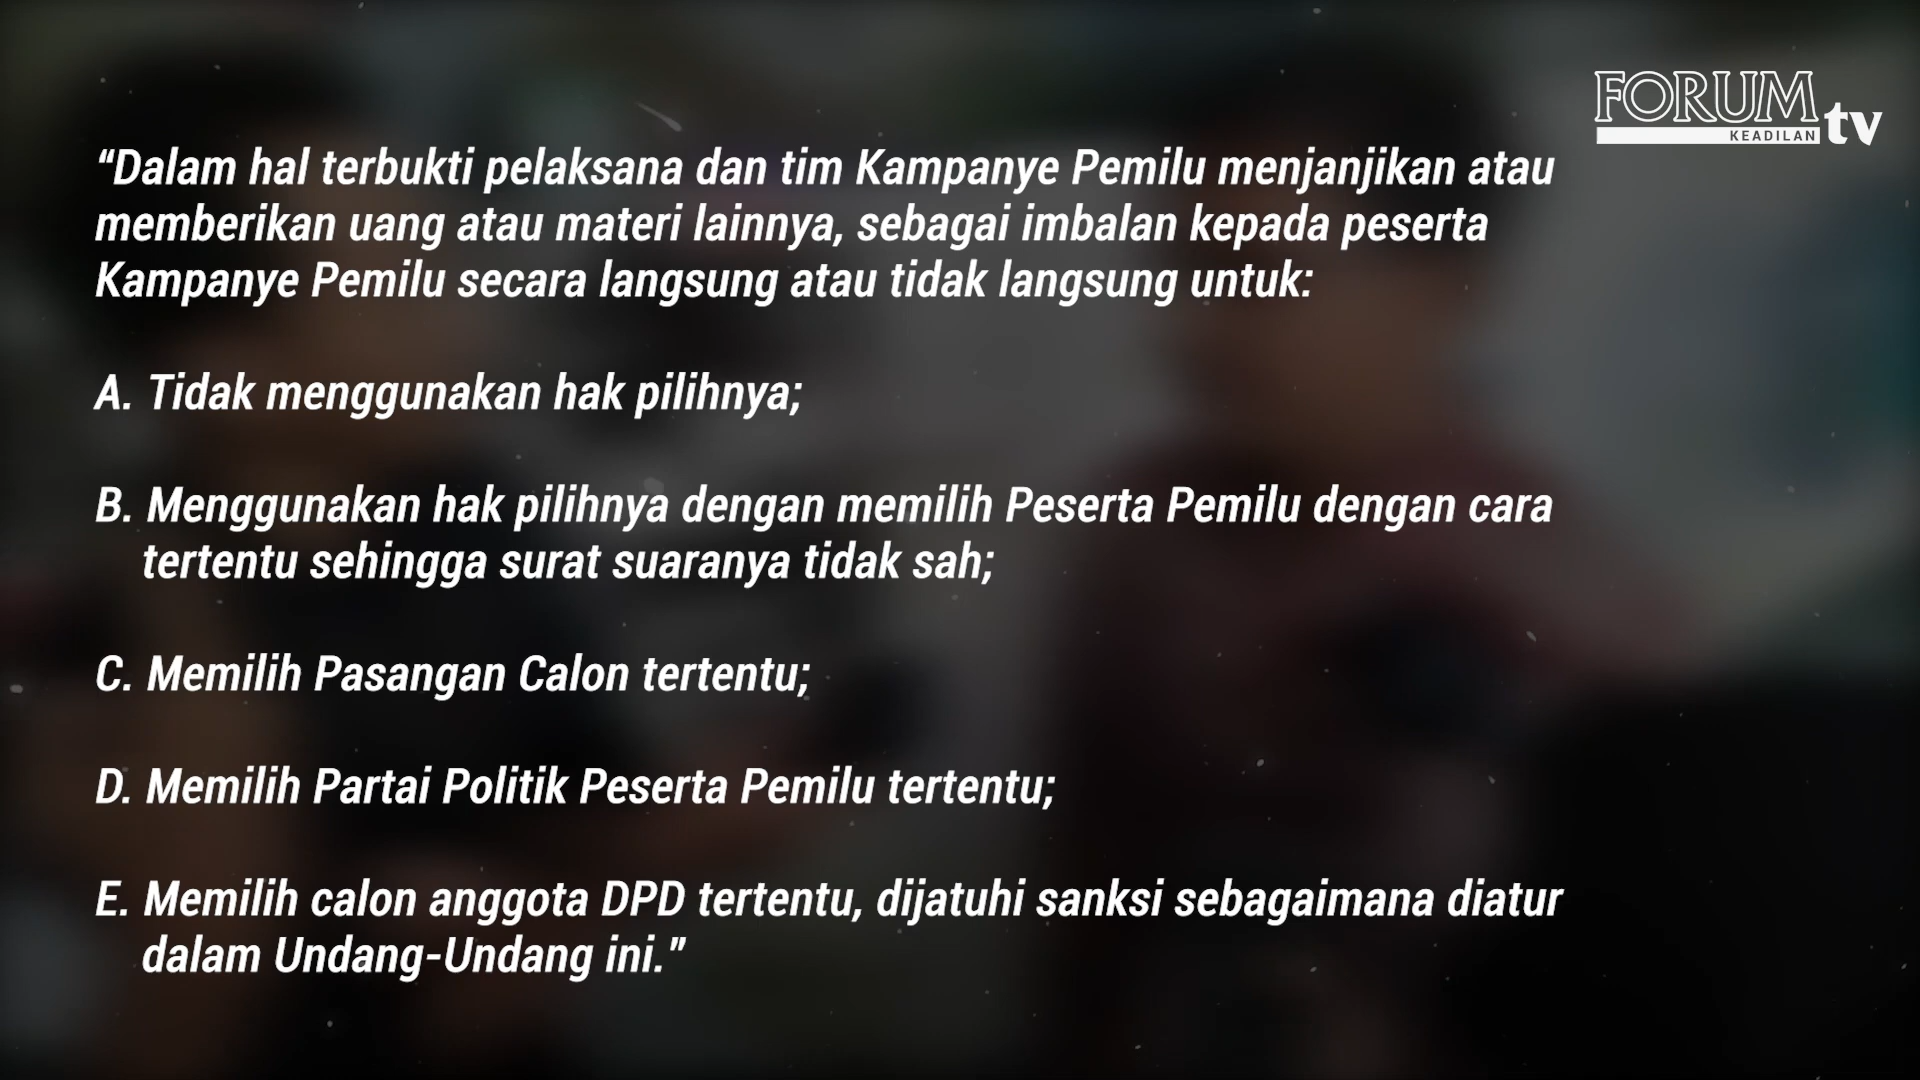 FORUM
KEADILAN
tv
“Dalam hal terbukti pelaksana dan tim Kampanye Pemilu menjanjikan atau
memberikan uang atau materi lainnya, sebagai imbalan kepada peserta
Kampanye Pemilu secara langsung atau tidak langsung untuk:
A. Tidak menggunakan hak pilihnya;
B. Menggunakan hak pilihnya dengan memilih Peserta Pemilu dengan cara
tertentu sehingga surat suaranya tidak sah;
C. Memilih Pasangan Calon tertentu;
D. Memilih Partai Politik Peserta Pemilu tertentu;
E. Memilih calon anggota DPD tertentu, dijatuhi sanksi sebagaimana diatur
dalam Undang-Undang ini.”